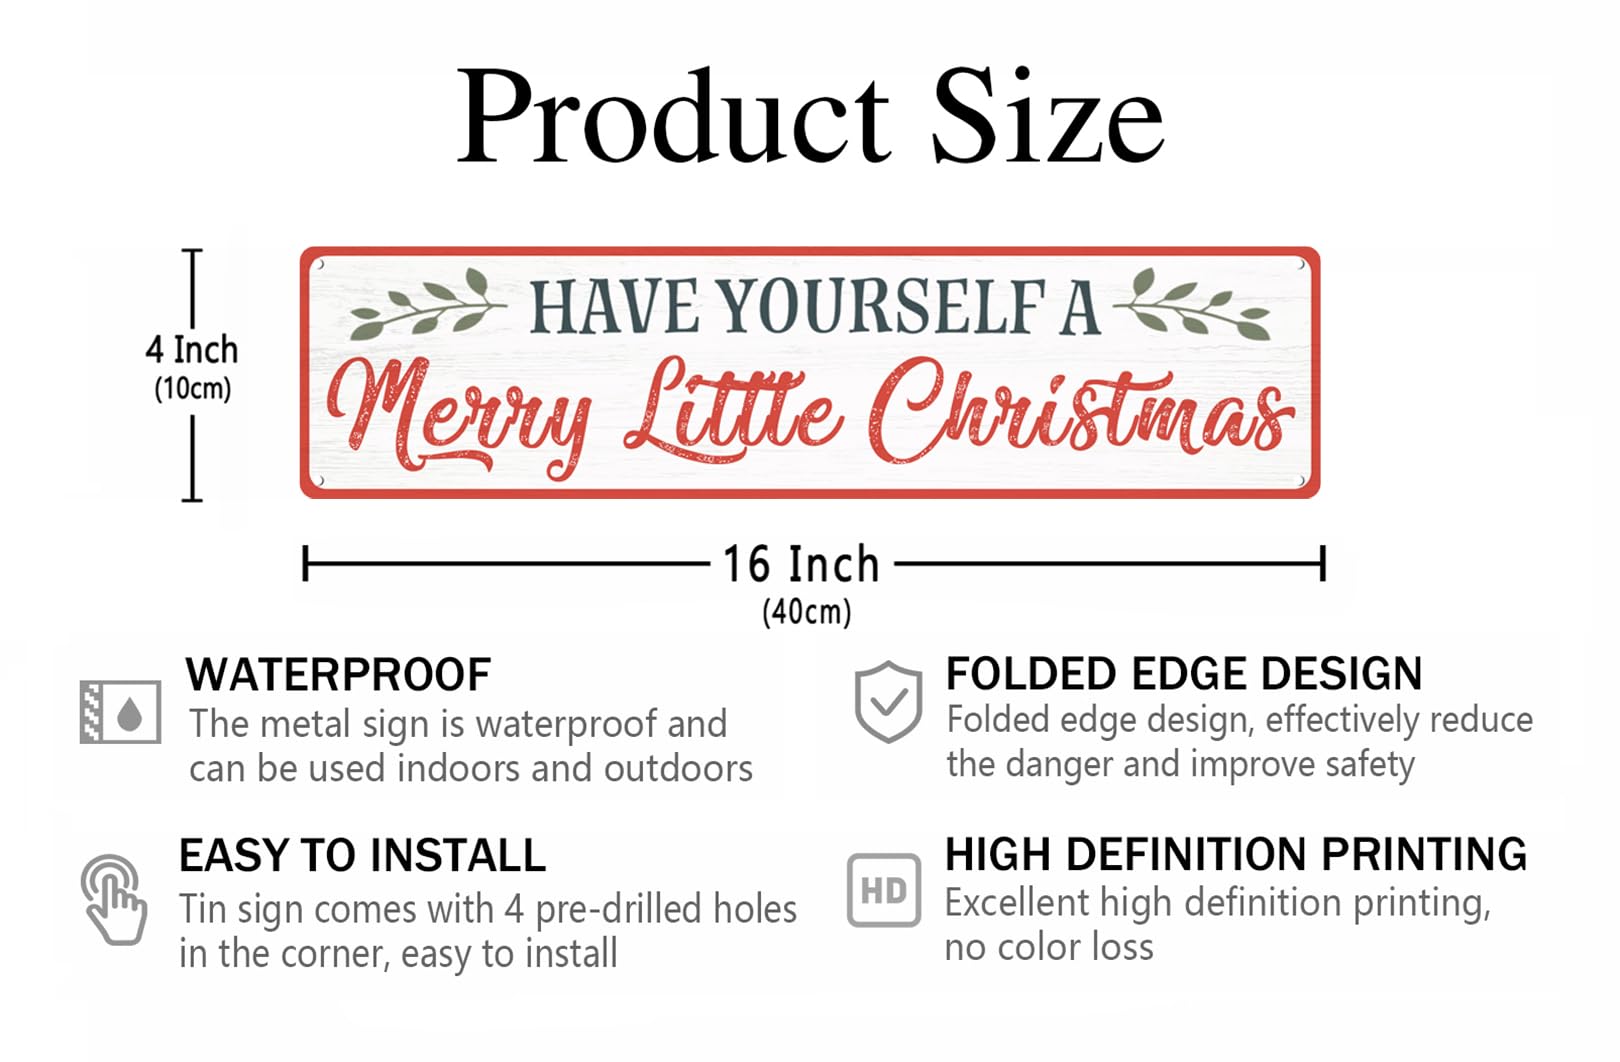 Product Size
HAVE YOURSELF A
Merry Little Christmas
4 Inch
(10cm)
16 Inch
(40cm)
WATERPROOF
The metal sign is waterproof and
can be used indoors and outdoors
FOLDED EDGE DESIGN
Folded edge design, effectively reduce
the danger and improve safety
EASY TO INSTALL
Tin sign comes with 4 pre-drilled holes
in the corner, easy to install
HD
HIGH DEFINITION PRINTING
Excellent high definition printing,
no color loss